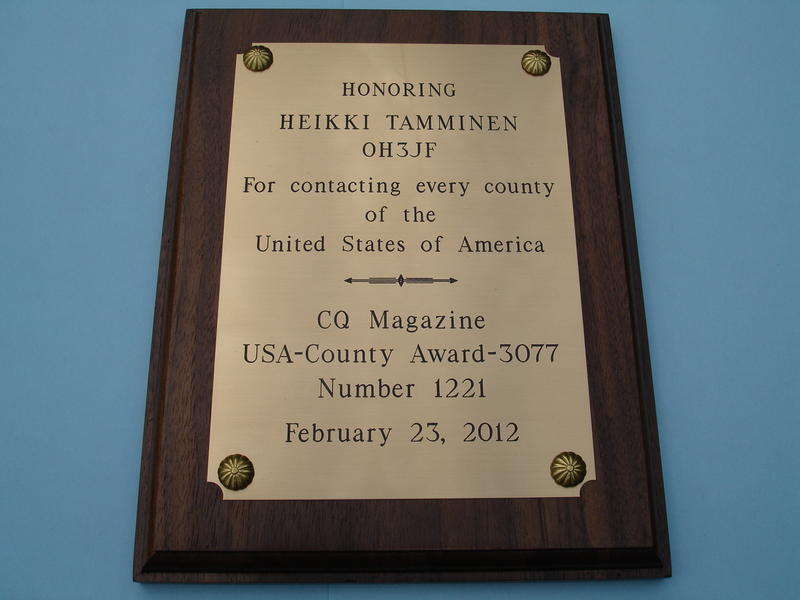 HONORING
HEIKKI TAMMINEN
OH3JF
For contacting every county
of the
United States of America
CQ Magazine
USA-County Award-3077
Number 1221
February 23, 2012